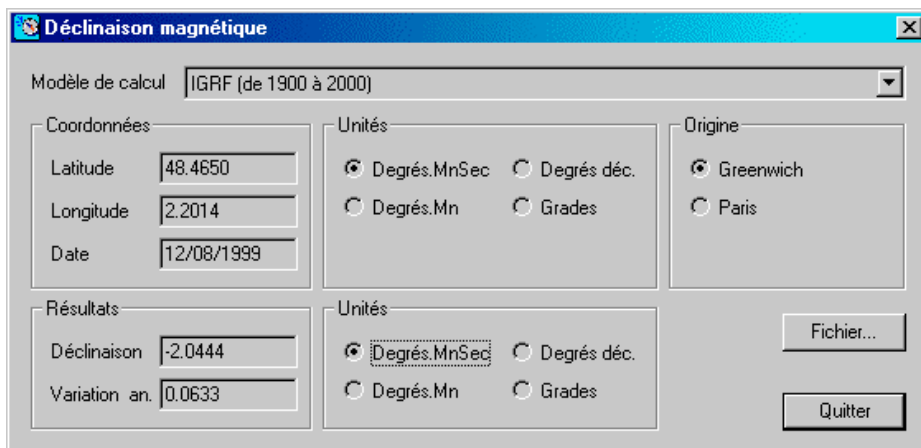 Déclinaison magnétique
Modèle de calcul IGRF (de 1900 à 2000)
Coordonnées
Latitude 48.4650
Longitude 2.2014
Date 12/08/1999
Unités
Degrés.MnSec Degrés déc.
Degrés.Mn Grades
Origine
Greenwich
Paris
Résultats
Déclinaison -2.0444
Variation an. 0.0633
Unités
Degrés.MnSec Degrés déc.
Degrés.Mn Grades
Fichier...
Quitter